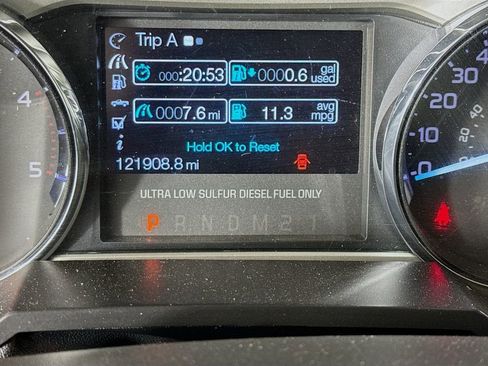 Trip A
000:20:53
0000.6 gal used
0007.6 mi
11.3 avg mpg
Hold OK to Reset
i
121908.8 mi
ULTRA LOW SULFUR DIESEL FUEL ONLY
P R N D M 2 1
4
5
40
30
20
10
0